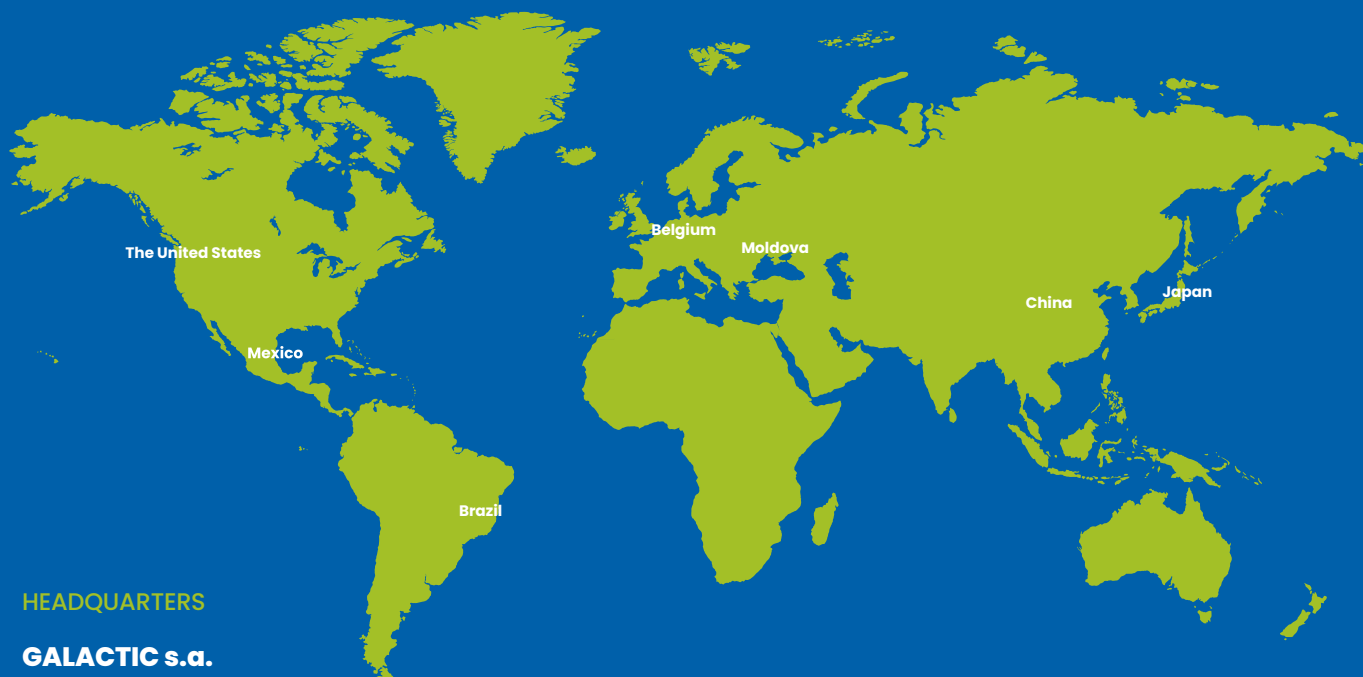 Belgium
Moldova
The United States
Japan
China
Mexico
Brazil
HEADQUARTERS
GALACTIC s.a.